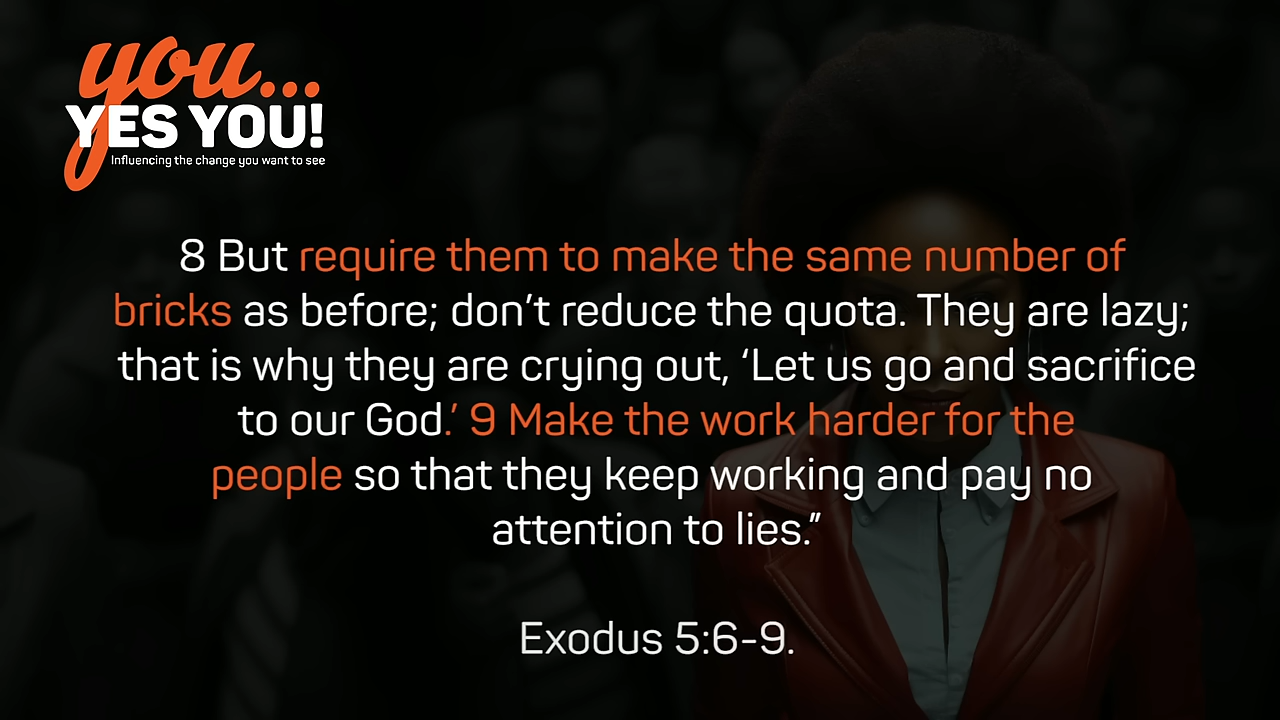 you...
YES YOU!
Influencing the change you want to see
8 But require them to make the same number of
bricks as before; don’t reduce the quota. They are lazy;
that is why they are crying out, ‘Let us go and sacrifice
to our God.’ 9 Make the work harder for the
people so that they keep working and pay no
attention to lies.”
Exodus 5:6-9.